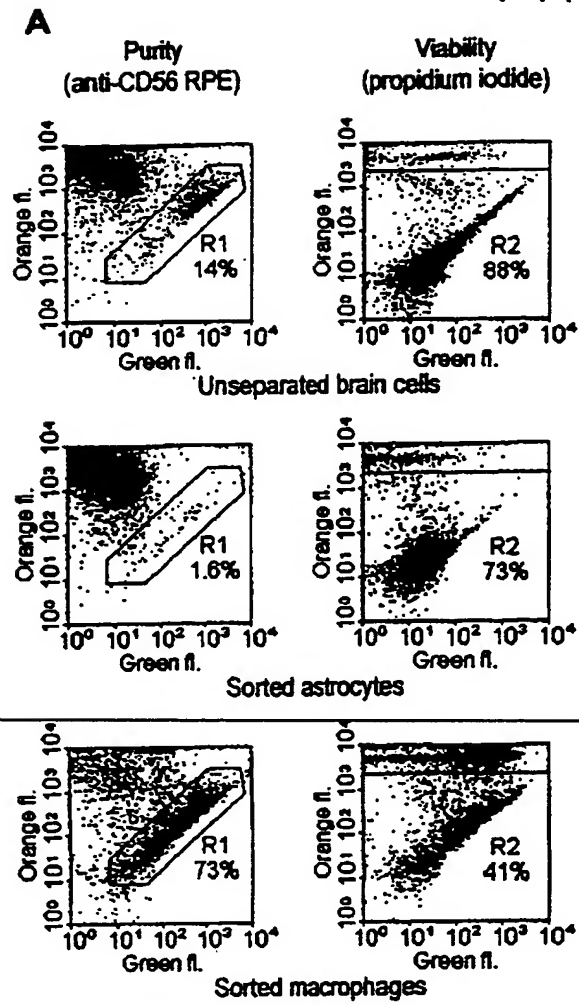 A
Purity
(anti-CD56 RPE)
Viability
(propidium iodide)
Orange fl.
10⁰ 10¹ 10² 10³ 10⁴
R1
14%
10⁰ 10¹ 10² 10³ 10⁴
Green fl.
Orange fl.
10⁰ 10¹ 10² 10³ 10⁴
R2
88%
10⁰ 10¹ 10² 10³ 10⁴
Green fl.
Unseparated brain cells
Orange fl.
10⁰ 10¹ 10² 10³ 10⁴
R1
1.6%
10⁰ 10¹ 10² 10³ 10⁴
Green fl.
Orange fl.
10⁰ 10¹ 10² 10³ 10⁴
R2
73%
10⁰ 10¹ 10² 10³ 10⁴
Green fl.
Sorted astrocytes
Orange fl.
10⁰ 10¹ 10² 10³ 10⁴
R1
73%
10⁰ 10¹ 10² 10³ 10⁴
Green fl.
Orange fl.
10⁰ 10¹ 10² 10³ 10⁴
R2
41%
10⁰ 10¹ 10² 10³ 10⁴
Green fl.
Sorted macrophages